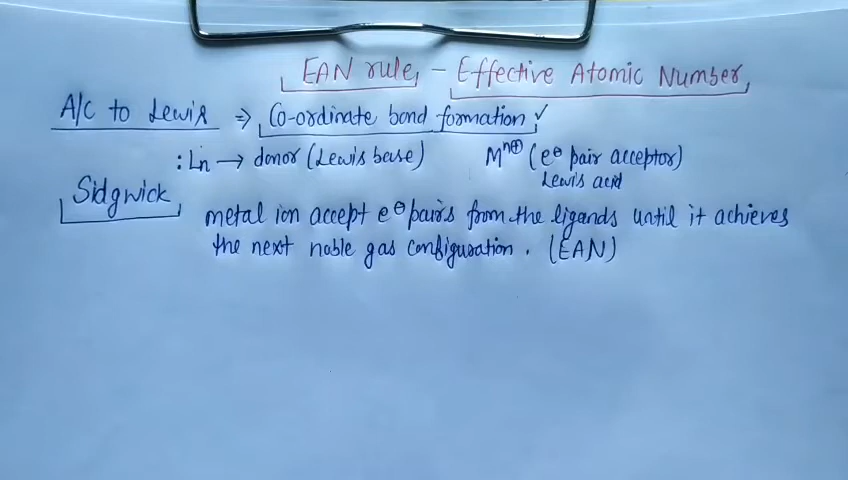 EAN rule, - Effective Atomic Number,
A/C to Lewis ⇒ Co-ordinate bond formation ✓
:Ln → donor (Lewis base) Mⁿ⊕ (e⊖ pair acceptor)
Lewis acid
Sidgwick
metal ion accept e⊖ pairs from the ligands until it achieves
the next noble gas configuration. (EAN)